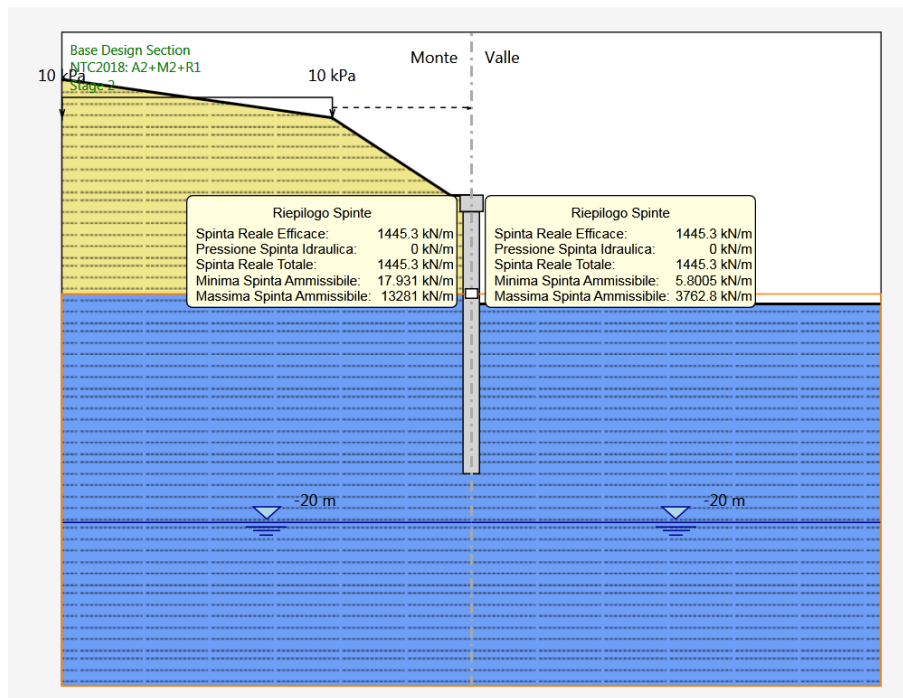 Base Design Section
NTC2018: A2+M2+R1
Stage 2
10 kPa
10 kPa
Monte
Valle
Riepilogo Spinte
Spinta Reale Efficace: 1445.3 kN/m
Pressione Spinta Idraulica: 0 kN/m
Spinta Reale Totale: 1445.3 kN/m
Minima Spinta Ammissibile: 17.931 kN/m
Massima Spinta Ammissibile: 13281 kN/m
Riepilogo Spinte
Spinta Reale Efficace: 1445.3 kN/m
Pressione Spinta Idraulica: 0 kN/m
Spinta Reale Totale: 1445.3 kN/m
Minima Spinta Ammissibile: 5.8005 kN/m
Massima Spinta Ammissibile: 3762.8 kN/m
-20 m
-20 m